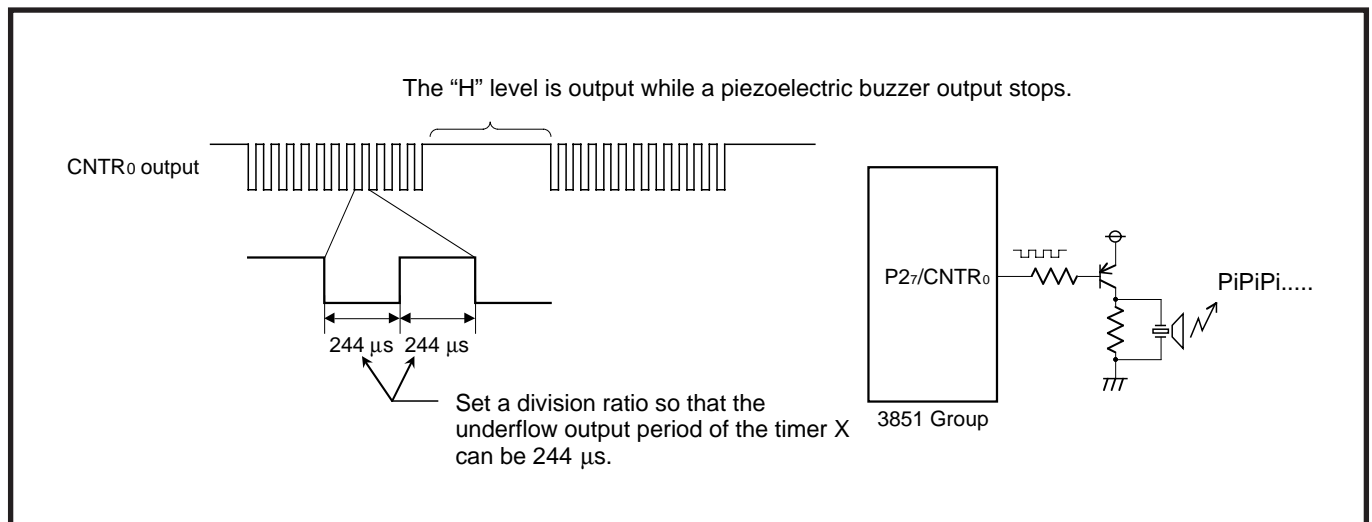 The “H” level is output while a piezoelectric buzzer output stops.
CNTR0 output
244 μs 244 μs
Set a division ratio so that the
underflow output period of the timer X
can be 244 μs.
P27/CNTR0
PiPiPi.....
3851 Group